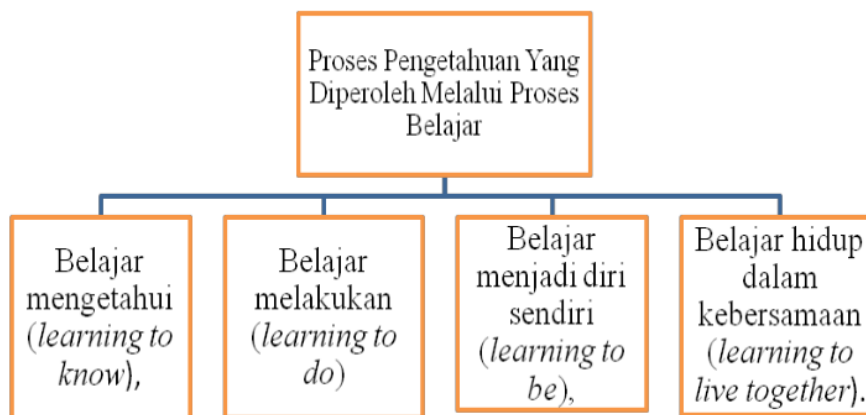 Proses Pengetahuan Yang
Diperoleh Melalui Proses
Belajar
Belajar
mengetahui
(learning to
know),
Belajar
melakukan
(learning to
do)
Belajar
menjadi diri
sendiri
(learning to
be),
Belajar hidup
dalam
kebersamaan
(learning to
live together).